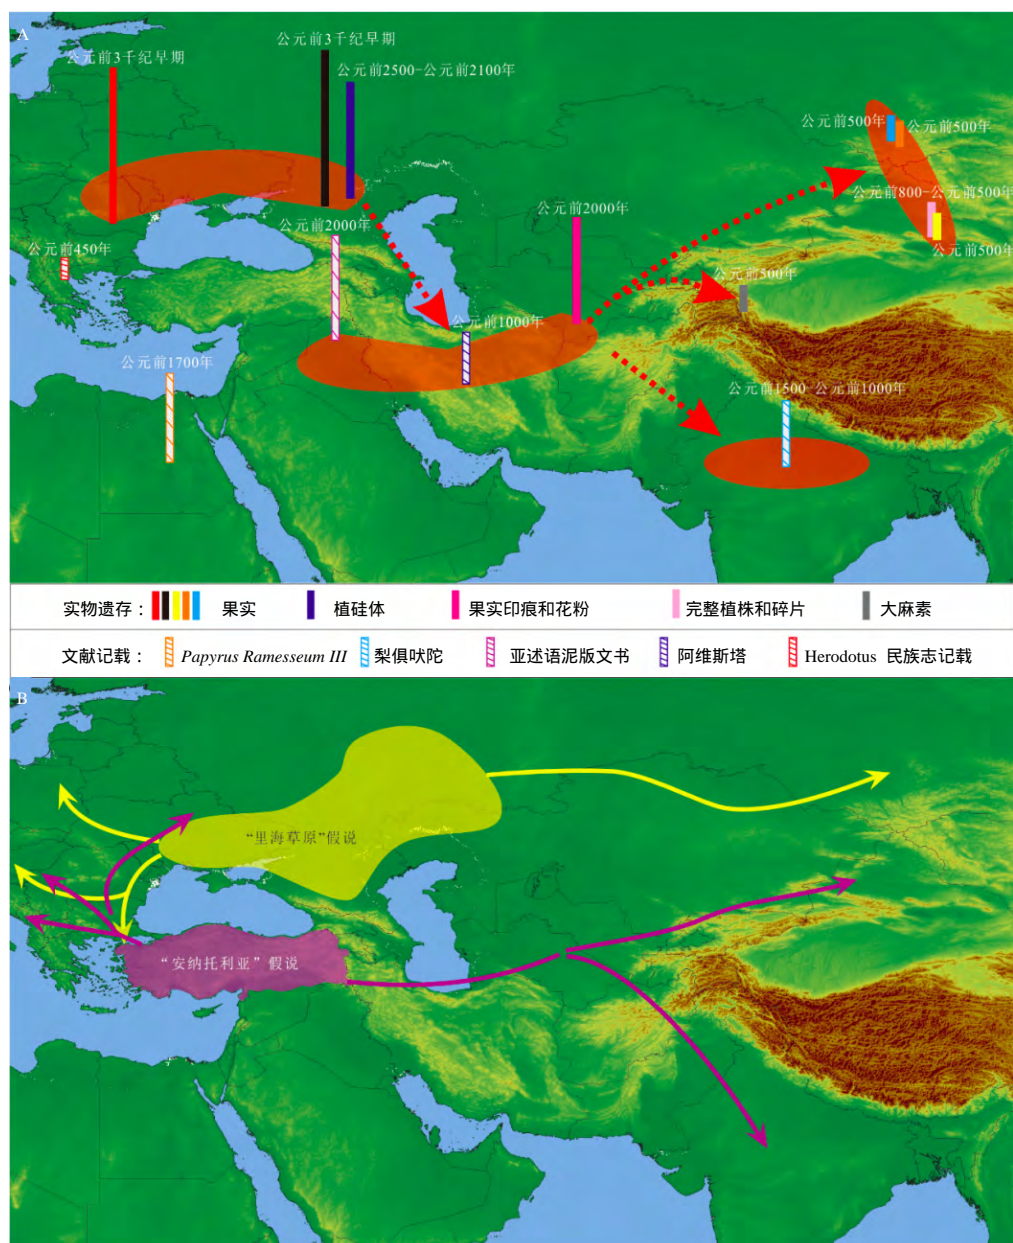 A
公元前3千纪早期
公元前3千纪早期
公元前2500-公元前2100年
公元前500年
公元前500年
公元前800-公元前500年
公元前2000年
公元前2000年
公元前450年
公元前500年
公元前500年
公元前1000年
公元前1700年
公元前1500-公元前1000年
实物遗存： 果实 植硅体 果实印痕和花粉 完整植株和碎片 大麻素
文献记载： Papyrus Ramesseum III 梨俱吠陀 亚述语泥版文书 阿维斯塔 Herodotus 民族志记载
B
“里海草原”假说
“安纳托利亚”假说